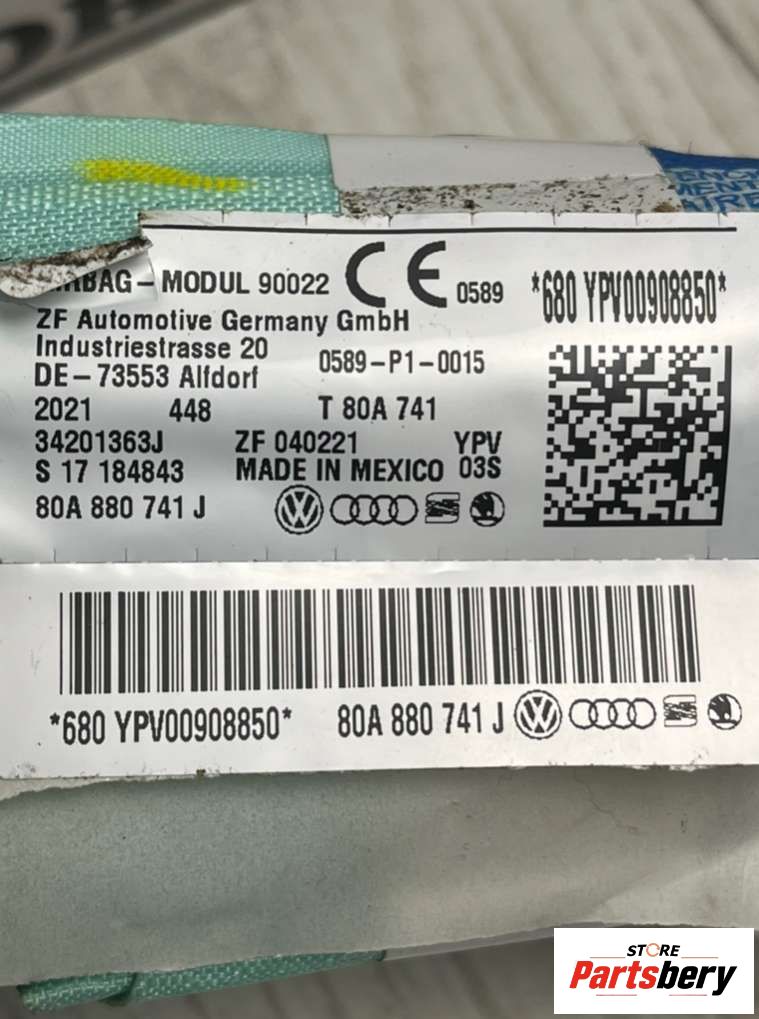 AIRBAG-MODUL 90022 CE 0589 *680 YPV00908850*
ZF Automotive Germany GmbH
Industriestrasse 20 0589-P1-0015
DE-73553 Alfdorf
2021 448 T 80A 741
34201363J ZF 040221 YPV
S 17 184843 MADE IN MEXICO 03S
80A 880 741 J
*680 YPV00908850* 80A 880 741 J
STORE
Partsbery